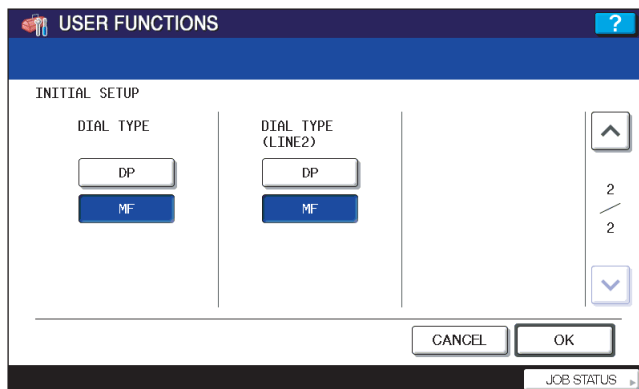 USER FUNCTIONS
?
INITIAL SETUP
DIAL TYPE
DP
MF
DIAL TYPE
(LINE2)
DP
MF
2
2
CANCEL
OK
JOB STATUS